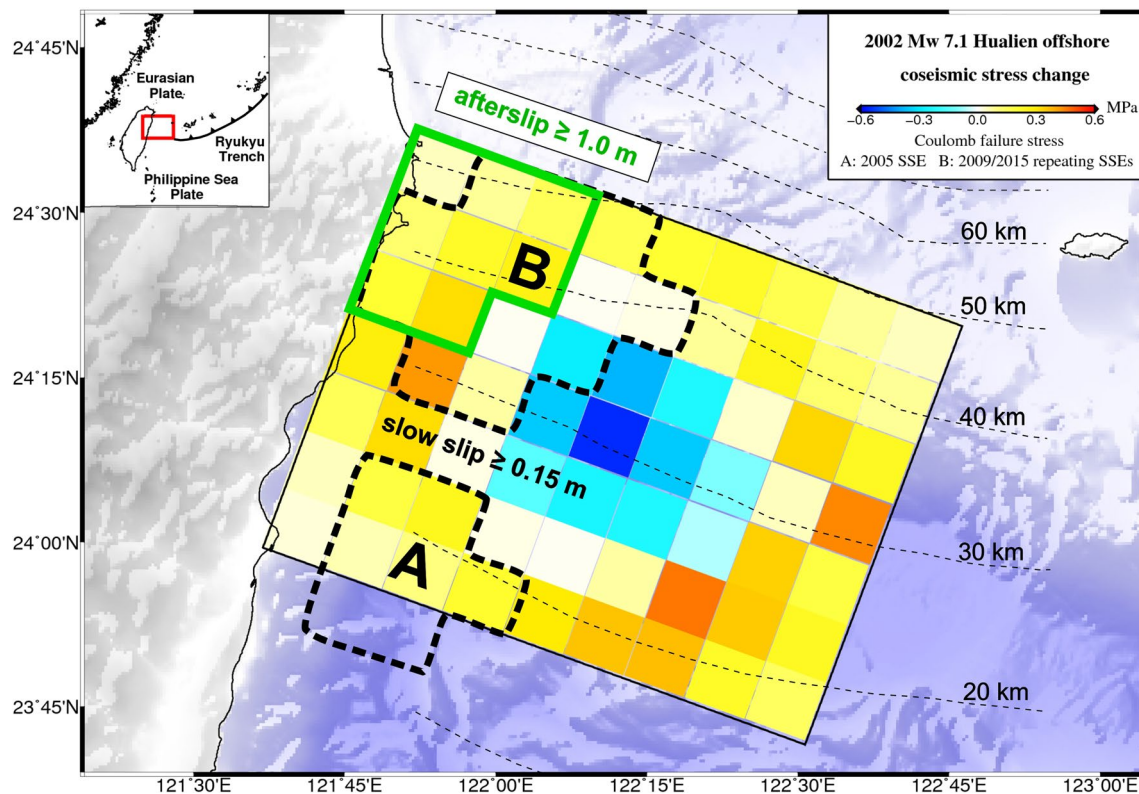 24°45'N
24°30'N
24°15'N
24°00'N
23°45'N
121°30'E
121°45'E
122°00'E
122°15'E
122°30'E
122°45'E
123°00'E
Eurasian
Plate
Ryukyu
Trench
Philippine Sea
Plate
2002 Mw 7.1 Hualien offshore
coseismic stress change
MPa
−0.6 −0.3 0.0 0.3 0.6
Coulomb failure stress
A: 2005 SSE B: 2009/2015 repeating SSEs
afterslip ≥ 1.0 m
B
slow slip ≥ 0.15 m
A
60 km
50 km
40 km
30 km
20 km